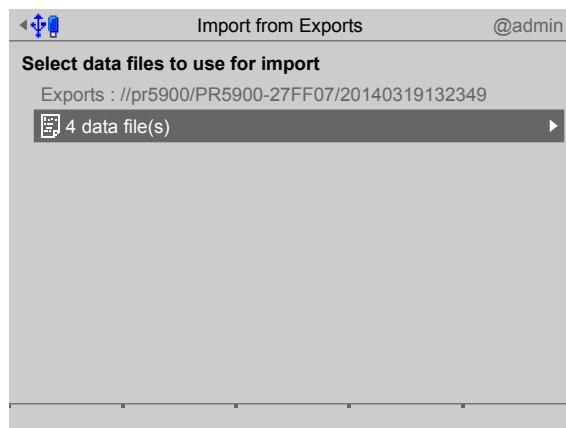 Import from Exports @admin
Select data files to use for import
Exports : //pr5900/PR5900-27FF07/20140319132349
4 data file(s)